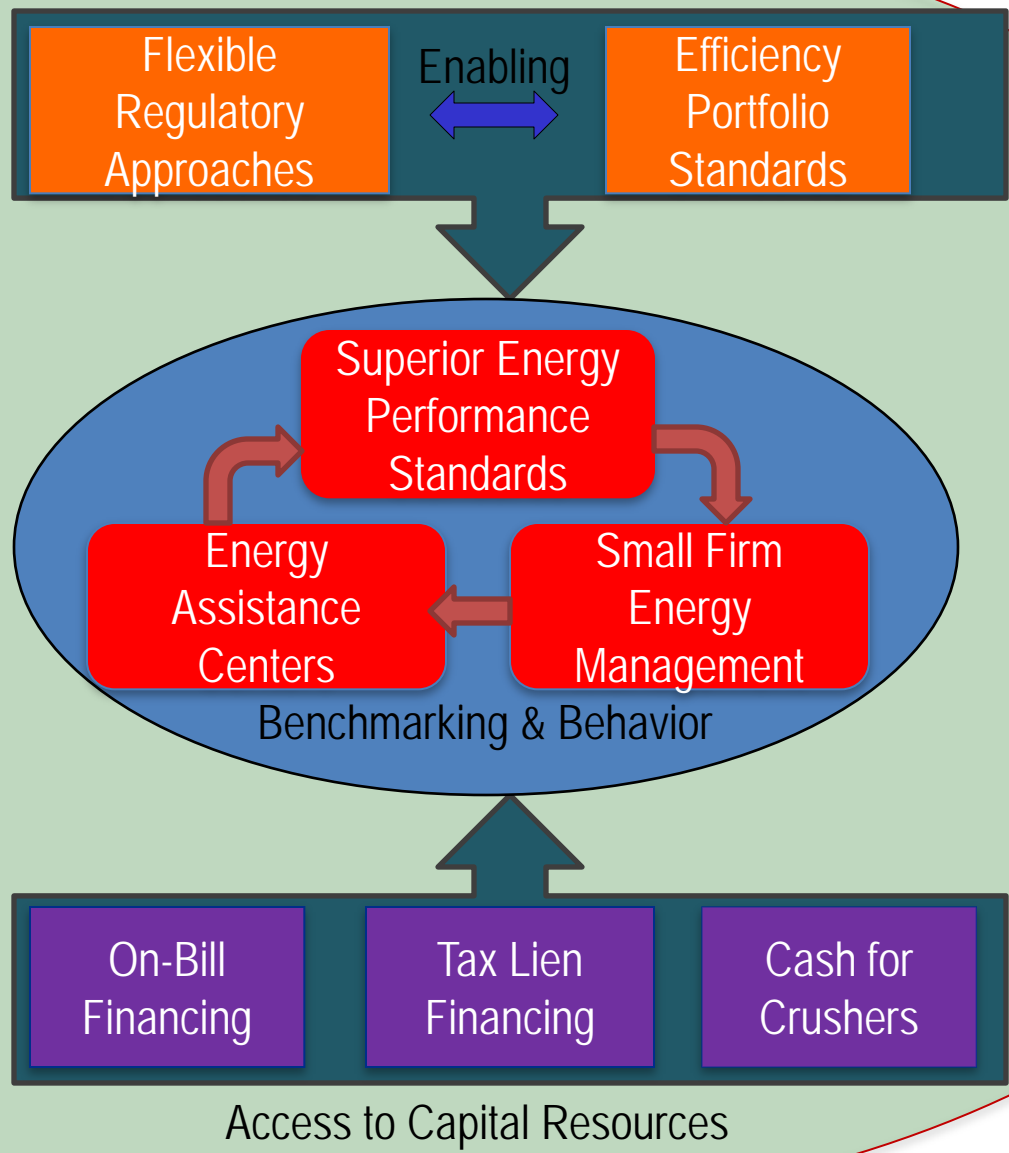 Flexible
Regulatory
Approaches
Enabling
Efficiency
Portfolio
Standards
Superior Energy
Performance
Standards
Energy
Assistance
Centers
Small Firm
Energy
Management
Benchmarking & Behavior
On-Bill
Financing
Tax Lien
Financing
Cash for
Crushers
Access to Capital Resources